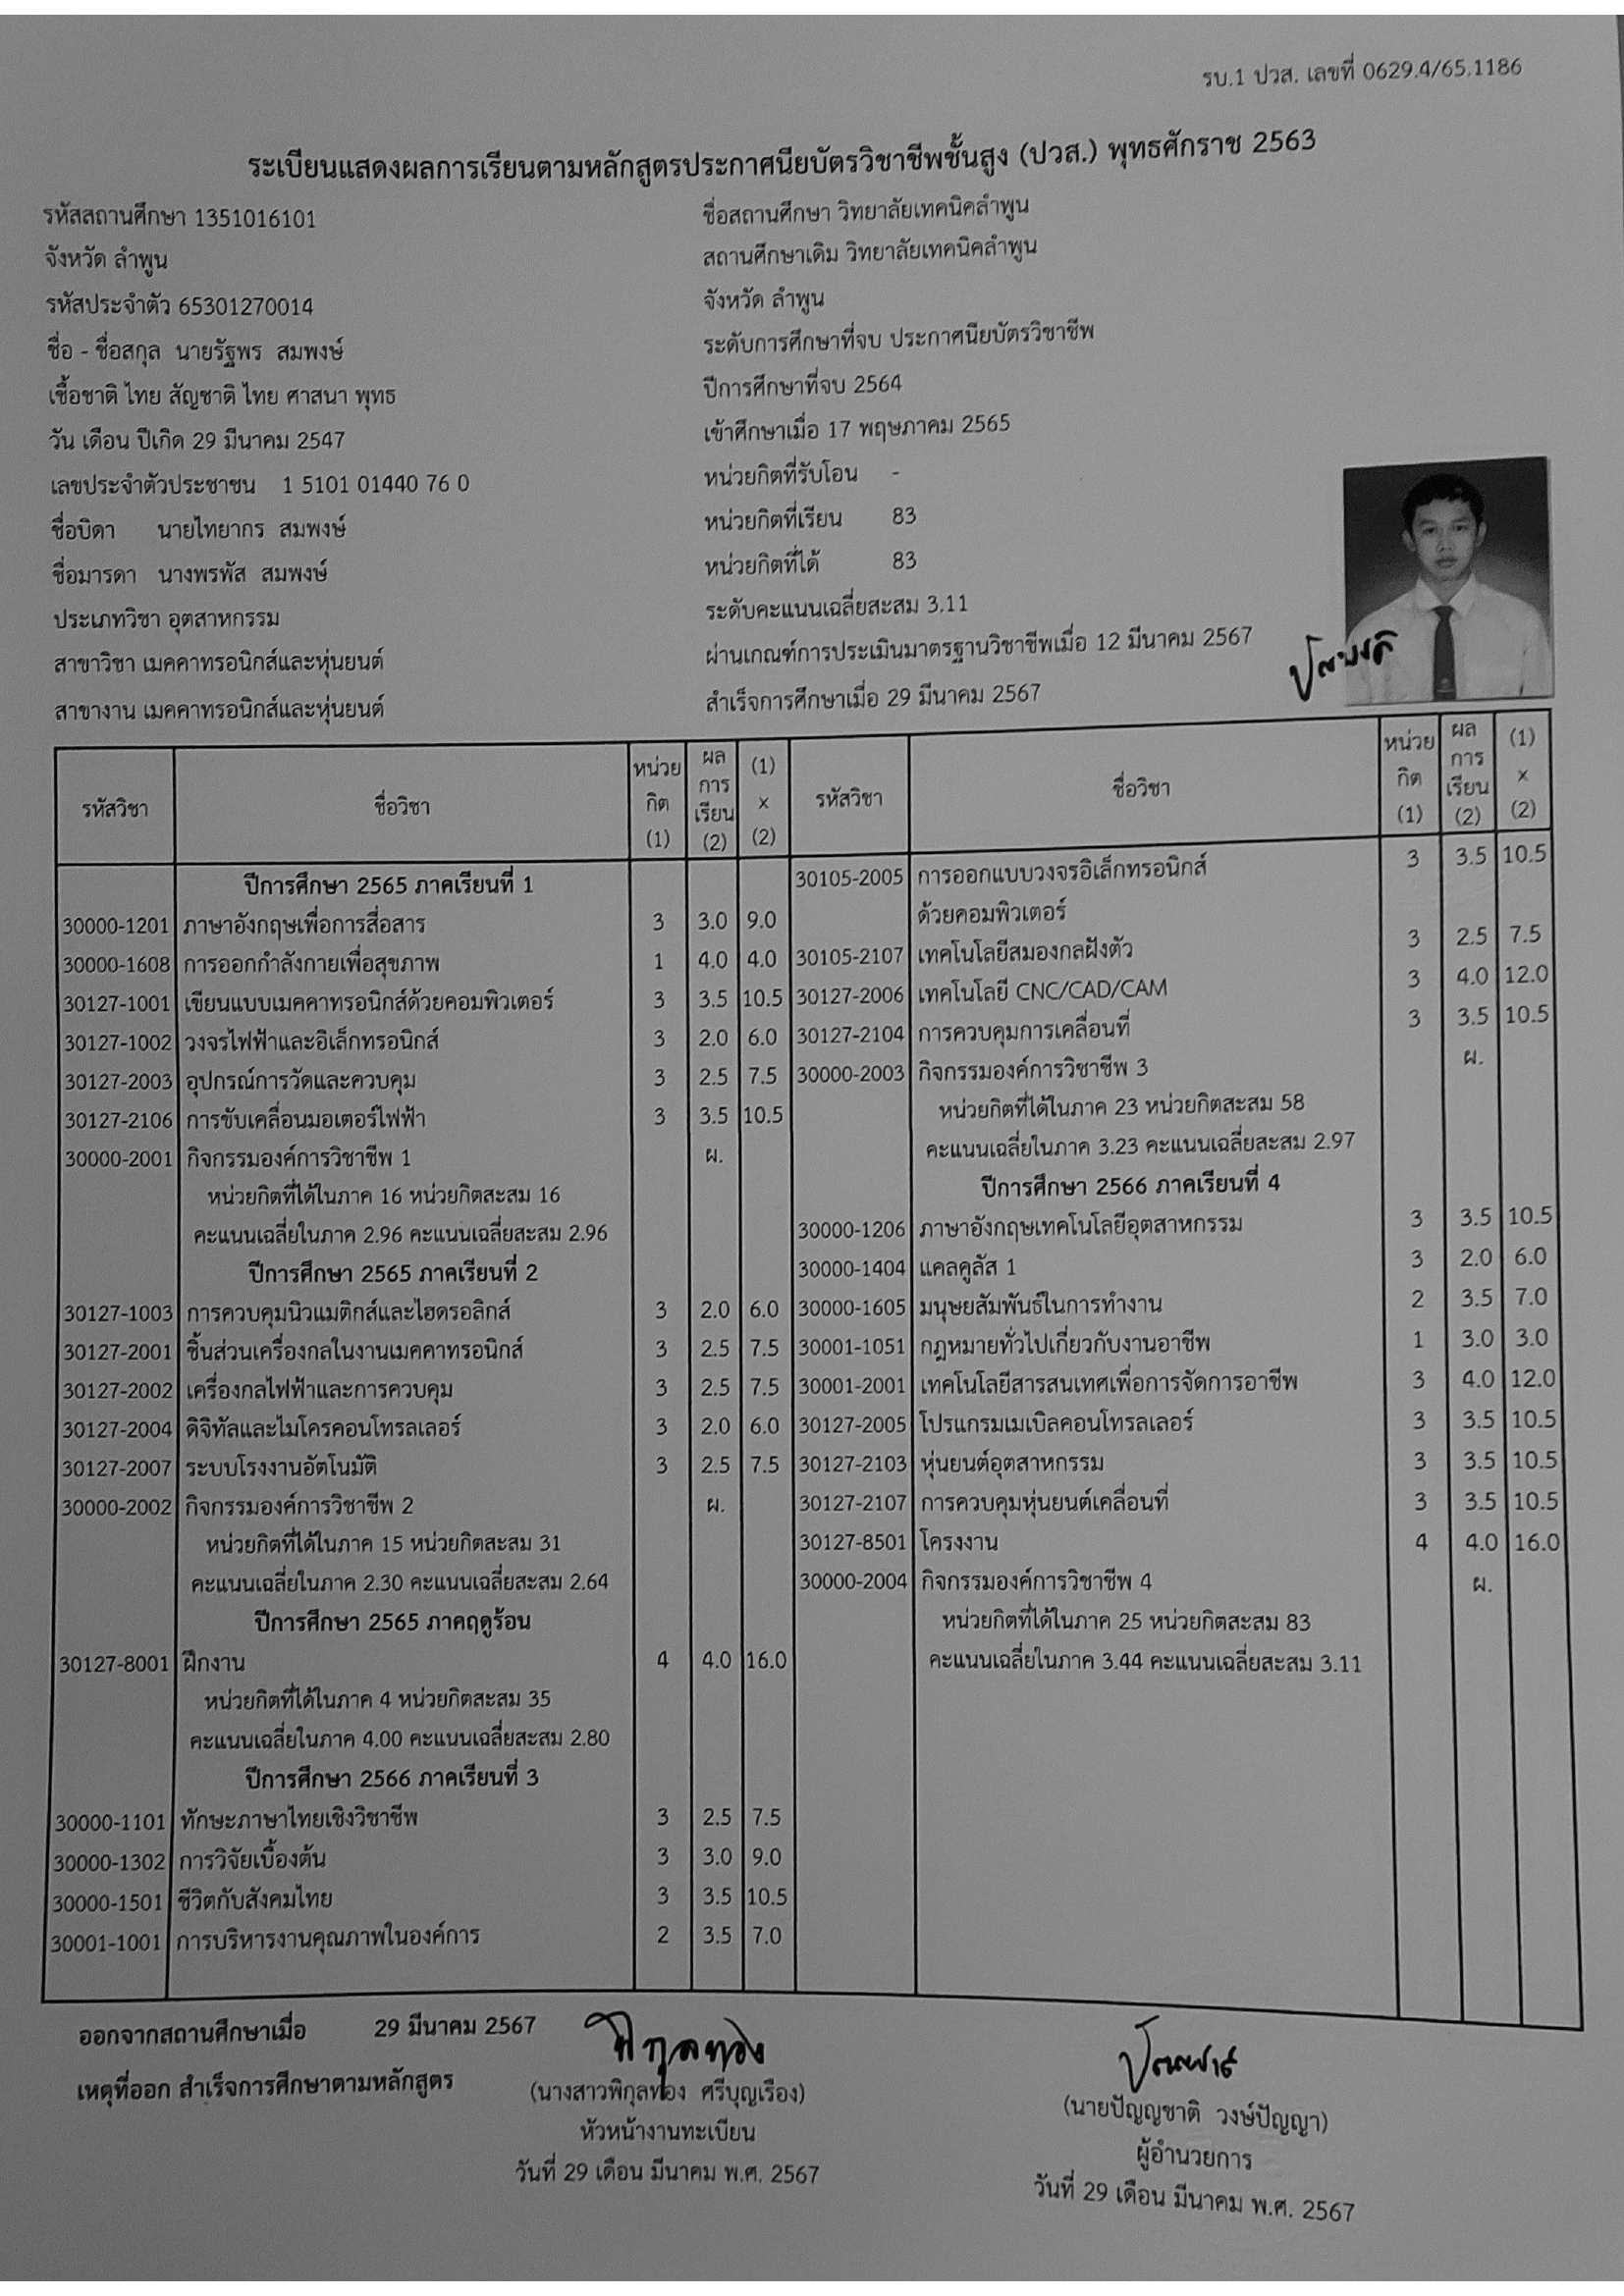 รบ.1 ปวส. เลขที่ 0629.4/65.1186
ระเบียนแสดงผลการเรียนตามหลักสูตรประกาศนียบัตรวิชาชีพชั้นสูง (ปวส.) พุทธศักราช 2563
รหัสสถานศึกษา 1351016101
จังหวัด ลำพูน
รหัสประจำตัว 65301270014
ชื่อ - ชื่อสกุล นายรัฐพร สมพงษ์
เชื้อชาติ ไทย สัญชาติ ไทย ศาสนา พุทธ
วัน เดือน ปีเกิด 29 มีนาคม 2547
เลขประจำตัวประชาชน 1 5101 01440 76 0
ชื่อบิดา นายไทยากร สมพงษ์
ชื่อมารดา นางพรพัส สมพงษ์
ประเภทวิชา อุตสาหกรรม
สาขาวิชา เมคคาทรอนิกส์และหุ่นยนต์
สาขางาน เมคคาทรอนิกส์และหุ่นยนต์
ชื่อสถานศึกษา วิทยาลัยเทคนิคลำพูน
สถานศึกษาเดิม วิทยาลัยเทคนิคลำพูน
จังหวัด ลำพูน
ระดับการศึกษาที่จบ ประกาศนียบัตรวิชาชีพ
ปีการศึกษาที่จบ 2564
เข้าศึกษาเมื่อ 17 พฤษภาคม 2565
หน่วยกิตที่รับโอน -
หน่วยกิตที่เรียน 83
หน่วยกิตที่ได้ 83
ระดับคะแนนเฉลี่ยสะสม 3.11
ผ่านเกณฑ์การประเมินมาตรฐานวิชาชีพเมื่อ 12 มีนาคม 2567
สำเร็จการศึกษาเมื่อ 29 มีนาคม 2567
รหัสวิชา ชื่อวิชา หน่วยกิต (1) ผลการเรียน (2) (1) x (2)
ปีการศึกษา 2565 ภาคเรียนที่ 1
30000-1201 ภาษาอังกฤษเพื่อการสื่อสาร 3 3.0 9.0
30000-1608 การออกกำลังกายเพื่อสุขภาพ 1 4.0 4.0
30127-1001 เขียนแบบเมคคาทรอนิกส์ด้วยคอมพิวเตอร์ 3 3.5 10.5
30127-1002 วงจรไฟฟ้าและอิเล็กทรอนิกส์ 3 2.0 6.0
30127-2003 อุปกรณ์การวัดและควบคุม 3 2.5 7.5
30127-2106 การขับเคลื่อนมอเตอร์ไฟฟ้า 3 3.5 10.5
30000-2001 กิจกรรมองค์การวิชาชีพ 1 ผ.
หน่วยกิตที่ได้ในภาค 16 หน่วยกิตสะสม 16
คะแนนเฉลี่ยในภาค 2.96 คะแนนเฉลี่ยสะสม 2.96
ปีการศึกษา 2565 ภาคเรียนที่ 2
30127-1003 การควบคุมนิวแมติกส์และไฮดรอลิกส์ 3 2.0 6.0
30127-2001 ชิ้นส่วนเครื่องกลในงานเมคคาทรอนิกส์ 3 2.5 7.5
30127-2002 เครื่องกลไฟฟ้าและการควบคุม 3 2.5 7.5
30127-2004 ดิจิทัลและไมโครคอนโทรลเลอร์ 3 2.0 6.0
30127-2007 ระบบโรงงานอัตโนมัติ 3 2.5 7.5
30000-2002 กิจกรรมองค์การวิชาชีพ 2 ผ.
หน่วยกิตที่ได้ในภาค 15 หน่วยกิตสะสม 31
คะแนนเฉลี่ยในภาค 2.30 คะแนนเฉลี่ยสะสม 2.64
ปีการศึกษา 2565 ภาคฤดูร้อน
30127-8001 ฝึกงาน 4 4.0 16.0
หน่วยกิตที่ได้ในภาค 4 หน่วยกิตสะสม 35
คะแนนเฉลี่ยในภาค 4.00 คะแนนเฉลี่ยสะสม 2.80
ปีการศึกษา 2566 ภาคเรียนที่ 3
30000-1101 ทักษะภาษาไทยเชิงวิชาชีพ 3 2.5 7.5
30000-1302 การวิจัยเบื้องต้น 3 3.0 9.0
30000-1501 ชีวิตกับสังคมไทย 3 3.5 10.5
30001-1001 การบริหารงานคุณภาพในองค์การ 2 3.5 7.0
รหัสวิชา ชื่อวิชา หน่วยกิต (1) ผลการเรียน (2) (1) x (2)
30105-2005 การออกแบบวงจรอิเล็กทรอนิกส์ 3 3.5 10.5
ด้วยคอมพิวเตอร์
30105-2107 เทคโนโลยีสมองกลฝังตัว 3 2.5 7.5
30127-2006 เทคโนโลยี CNC/CAD/CAM 3 4.0 12.0
30127-2104 การควบคุมการเคลื่อนที่ 3 3.5 10.5
30000-2003 กิจกรรมองค์การวิชาชีพ 3 ผ.
หน่วยกิตที่ได้ในภาค 23 หน่วยกิตสะสม 58
คะแนนเฉลี่ยในภาค 3.23 คะแนนเฉลี่ยสะสม 2.97
ปีการศึกษา 2566 ภาคเรียนที่ 4
30000-1206 ภาษาอังกฤษเทคโนโลยีอุตสาหกรรม 3 3.5 10.5
30000-1404 แคลคูลัส 1 3 2.0 6.0
30000-1605 มนุษยสัมพันธ์ในการทำงาน 2 3.5 7.0
30001-1051 กฎหมายทั่วไปเกี่ยวกับงานอาชีพ 1 3.0 3.0
30001-2001 เทคโนโลยีสารสนเทศเพื่อการจัดการอาชีพ 3 4.0 12.0
30127-2005 โปรแกรมเมเบิลคอนโทรลเลอร์ 3 3.5 10.5
30127-2103 หุ่นยนต์อุตสาหกรรม 3 3.5 10.5
30127-2107 การควบคุมหุ่นยนต์เคลื่อนที่ 3 3.5 10.5
30127-8501 โครงงาน 4 4.0 16.0
30000-2004 กิจกรรมองค์การวิชาชีพ 4 ผ.
หน่วยกิตที่ได้ในภาค 25 หน่วยกิตสะสม 83
คะแนนเฉลี่ยในภาค 3.44 คะแนนเฉลี่ยสะสม 3.11
ออกจากสถานศึกษาเมื่อ 29 มีนาคม 2567
เหตุที่ออก สำเร็จการศึกษาตามหลักสูตร
พิกุลทอง
(นางสาวพิกุลทอง ศรีบุญเรือง)
หัวหน้างานทะเบียน
วันที่ 29 เดือน มีนาคม พ.ศ. 2567
(นายปัญญชาติ วงษ์ปัญญา)
ผู้อำนวยการ
วันที่ 29 เดือน มีนาคม พ.ศ. 2567